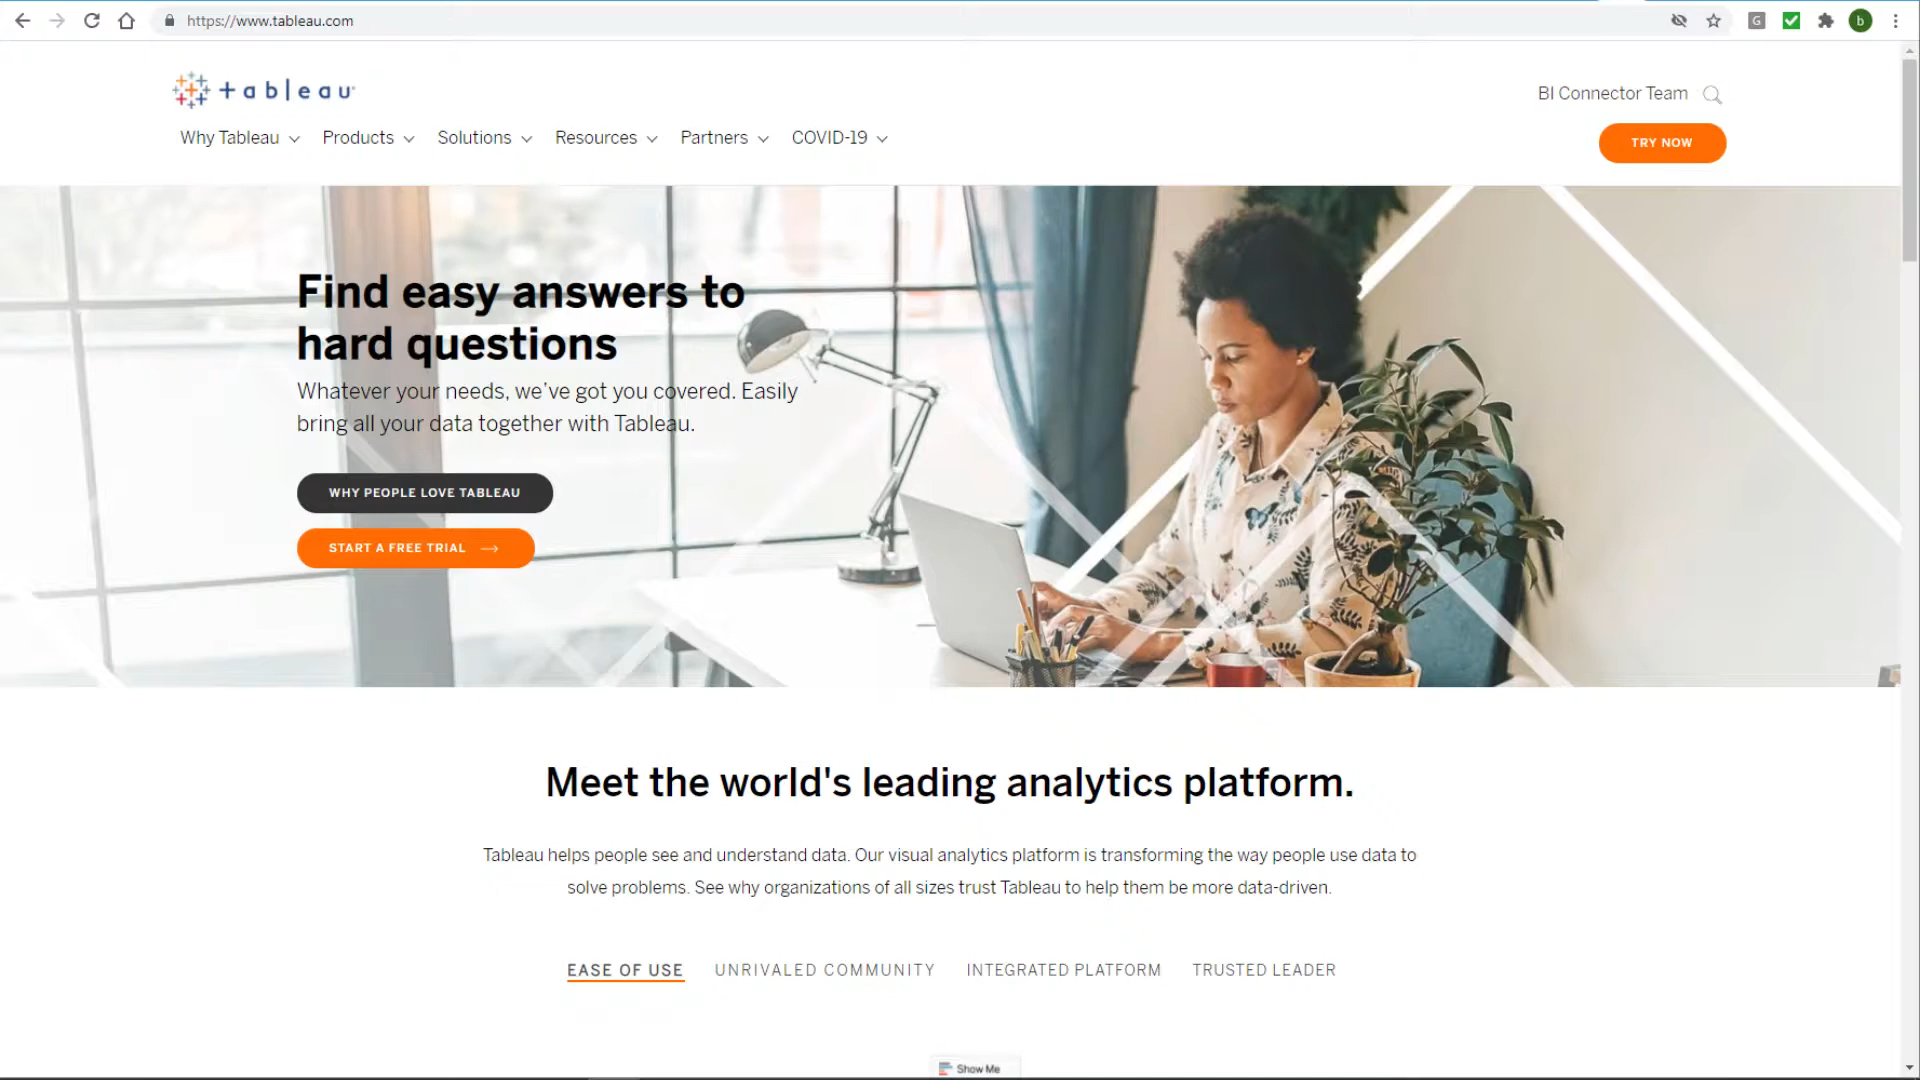 https://www.tableau.com
G
b
+ableau
BI Connector Team
Why Tableau
Products
Solutions
Resources
Partners
COVID-19
TRY NOW
Find easy answers to
hard questions
Whatever your needs, we've got you covered. Easily
bring all your data together with Tableau.
WHY PEOPLE LOVE TABLEAU
START A FREE TRIAL
Meet the world's leading analytics platform.
Tableau helps people see and understand data. Our visual analytics platform is transforming the way people use data to
solve problems. See why organizations of all sizes trust Tableau to help them be more data-driven.
EASE OF USE
UNRIVALED COMMUNITY
INTEGRATED PLATFORM
TRUSTED LEADER
Show Me